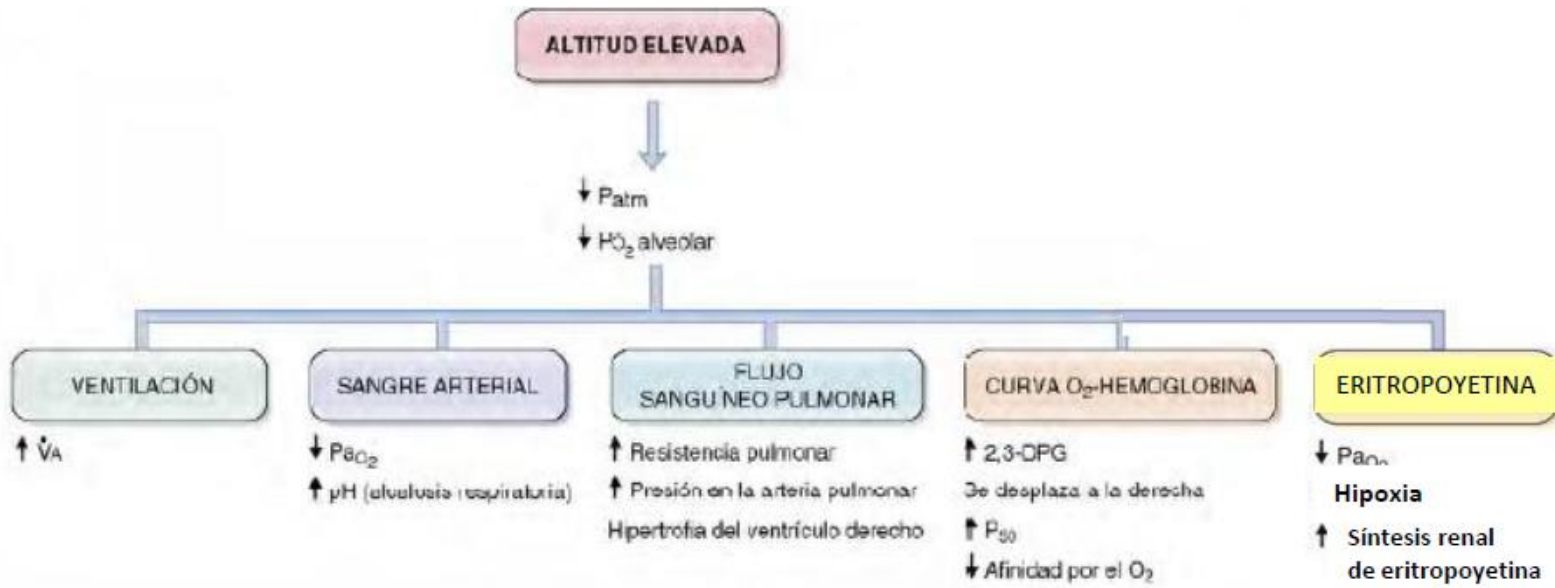 ALTITUD ELEVADA
↓ Patm
↓ PO₂ alveolar
VENTILACIÓN
↑ V̇A
SANGRE ARTERIAL
↓ PaO₂
↑ pH (alcalosis respiratoria)
FLUJO
SANGUÍNEO PULMONAR
↑ Resistencia pulmonar
↑ Presión en la arteria pulmonar
Hipertrofia del ventrículo derecho
CURVA O₂-HEMOGLOBINA
↑ 2,3-DPG
Se desplaza a la derecha
↑ P₅₀
↓ Afinidad por el O₂
ERITROPOYETINA
↓ PaO₂
Hipoxia
↑ Síntesis renal
de eritropoyetina